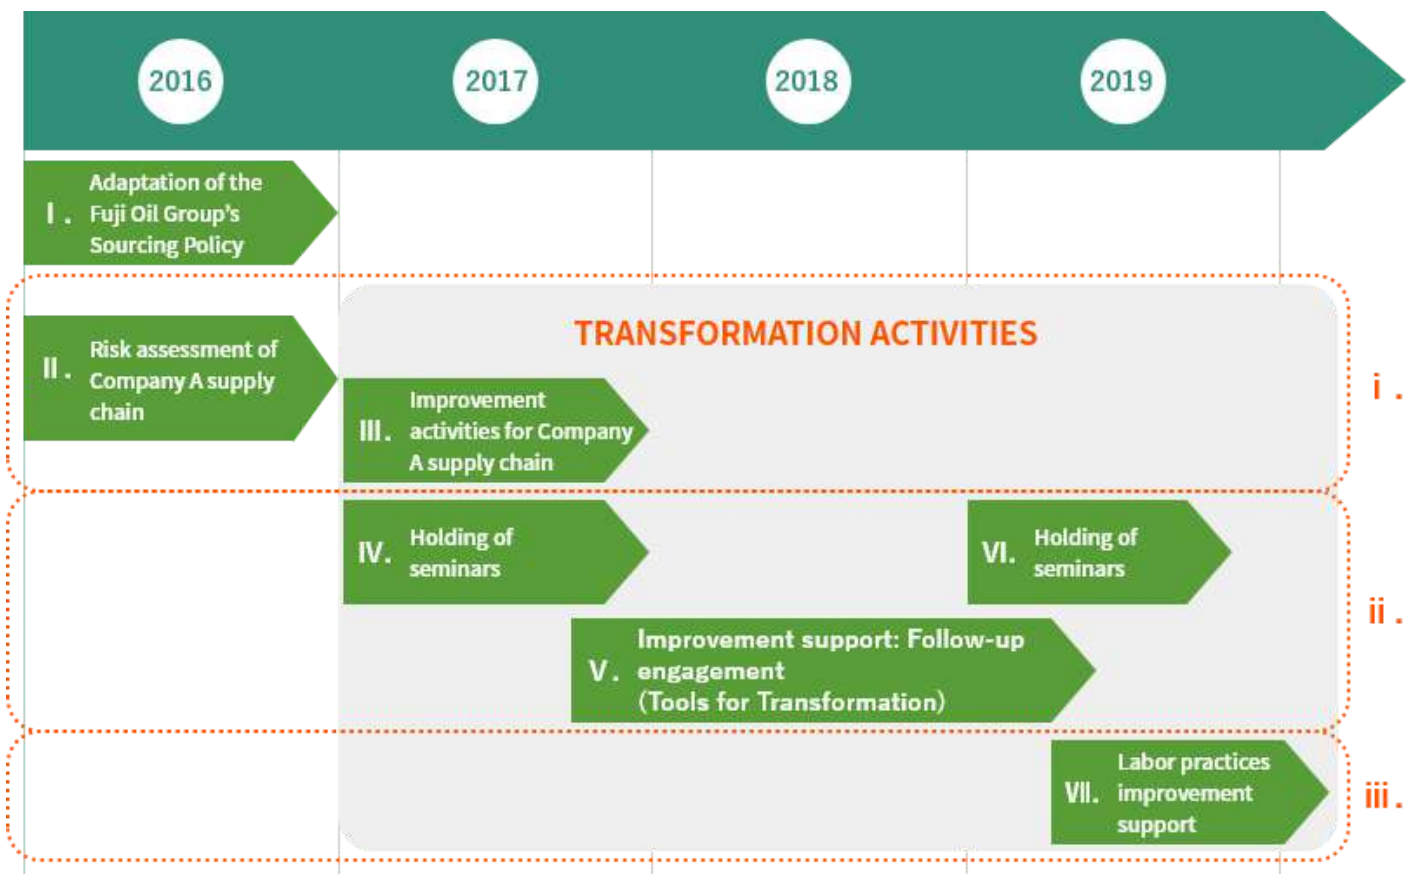 2016
2017
2018
2019
I.
Adaptation of the
Fuji Oil Group's
Sourcing Policy
TRANSFORMATION ACTIVITIES
II.
Risk assessment of
Company A supply
chain
III.
Improvement
activities for Company
A supply chain
i.
IV.
Holding of
seminars
VI.
Holding of
seminars
ii.
V.
Improvement support: Follow-up
engagement
(Tools for Transformation)
VII.
Labor practices
improvement
support
iii.